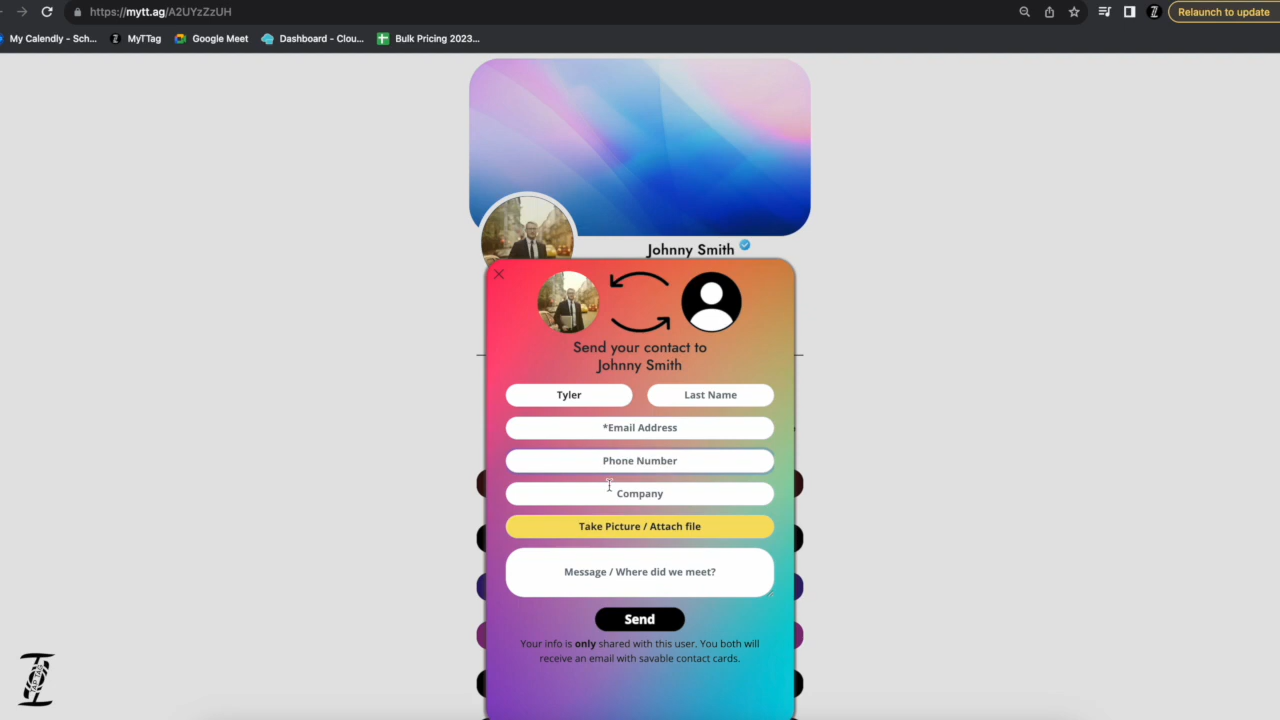 https://mytt.ag/A2UYzZzUH
Relaunch to update
My Calendly - Sch...
MyTTag
Google Meet
Dashboard - Clou...
Bulk Pricing 2023...
Johnny Smith
Send your contact to
Johnny Smith
Tyler
Last Name
*Email Address
Phone Number
Company
Take Picture / Attach file
Message / Where did we meet?
Send
Your info is only shared with this user. You both will
receive an email with savable contact cards.